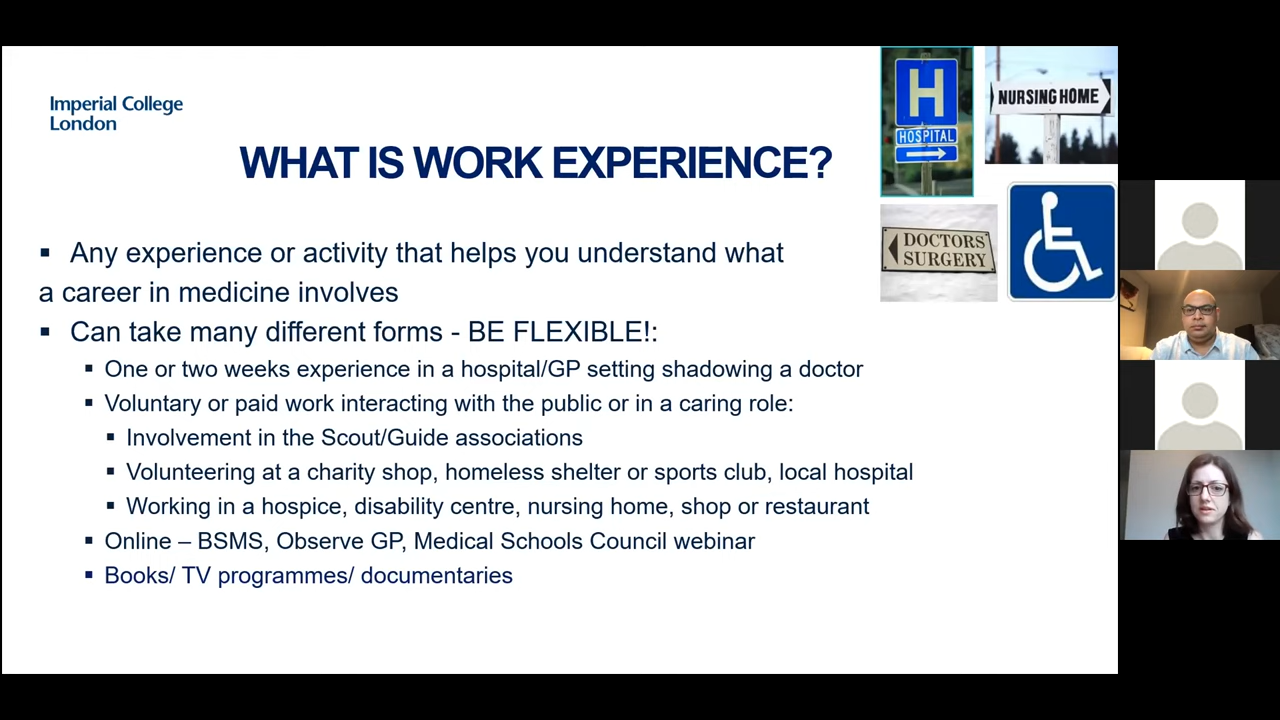 Imperial College
London
WHAT IS WORK EXPERIENCE?
H
HOSPITAL
NURSING HOME
DOCTORS
SURGERY
▪ Any experience or activity that helps you understand what
a career in medicine involves
▪ Can take many different forms - BE FLEXIBLE!:
▪ One or two weeks experience in a hospital/GP setting shadowing a doctor
▪ Voluntary or paid work interacting with the public or in a caring role:
▪ Involvement in the Scout/Guide associations
▪ Volunteering at a charity shop, homeless shelter or sports club, local hospital
▪ Working in a hospice, disability centre, nursing home, shop or restaurant
▪ Online – BSMS, Observe GP, Medical Schools Council webinar
▪ Books/ TV programmes/ documentaries